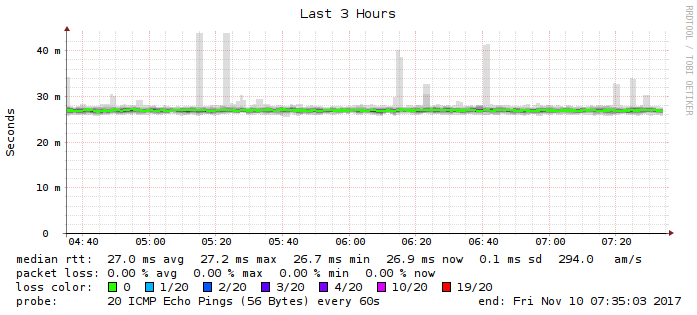 Last 3 Hours
RRDTOOL / TOBI OETIKER
Seconds
40 m
30 m
20 m
10 m
0
04:40 05:00 05:20 05:40 06:00 06:20 06:40 07:00 07:20
median rtt: 27.0 ms avg 27.2 ms max 26.7 ms min 26.9 ms now 0.1 ms sd 294.0 am/s
packet loss: 0.00 % avg 0.00 % max 0.00 % min 0.00 % now
loss color: 0 1/20 2/20 3/20 4/20 10/20 19/20
probe: 20 ICMP Echo Pings (56 Bytes) every 60s end: Fri Nov 10 07:35:03 2017